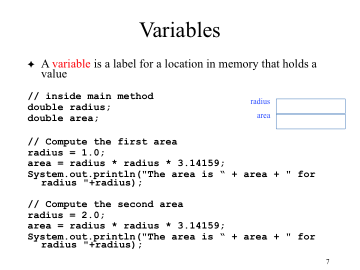 Variables
✦ A variable is a label for a location in memory that holds a
value
// inside main method
double radius;
double area;
radius
area
// Compute the first area
radius = 1.0;
area = radius * radius * 3.14159;
System.out.println("The area is “ + area + " for
radius "+radius);
// Compute the second area
radius = 2.0;
area = radius * radius * 3.14159;
System.out.println("The area is “ + area + " for
radius "+radius);
7